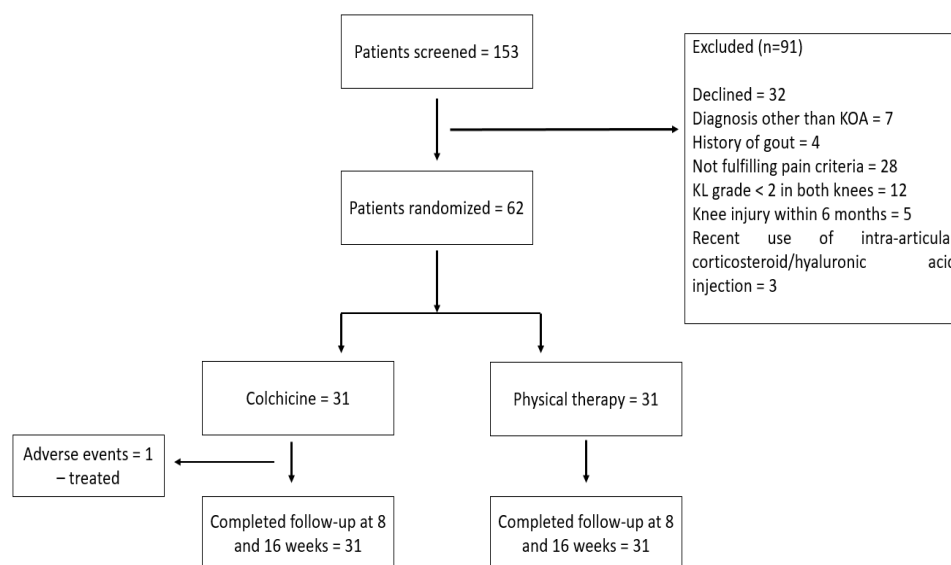 Patients screened = 153
Excluded (n=91)
Declined = 32
Diagnosis other than KOA = 7
History of gout = 4
Not fulfilling pain criteria = 28
KL grade < 2 in both knees = 12
Knee injury within 6 months = 5
Recent use of intra-articula
corticosteroid/hyaluronic acid
injection = 3
Patients randomized = 62
Colchicine = 31
Physical therapy = 31
Adverse events = 1
– treated
Completed follow-up at 8
and 16 weeks = 31
Completed follow-up at 8
and 16 weeks = 31